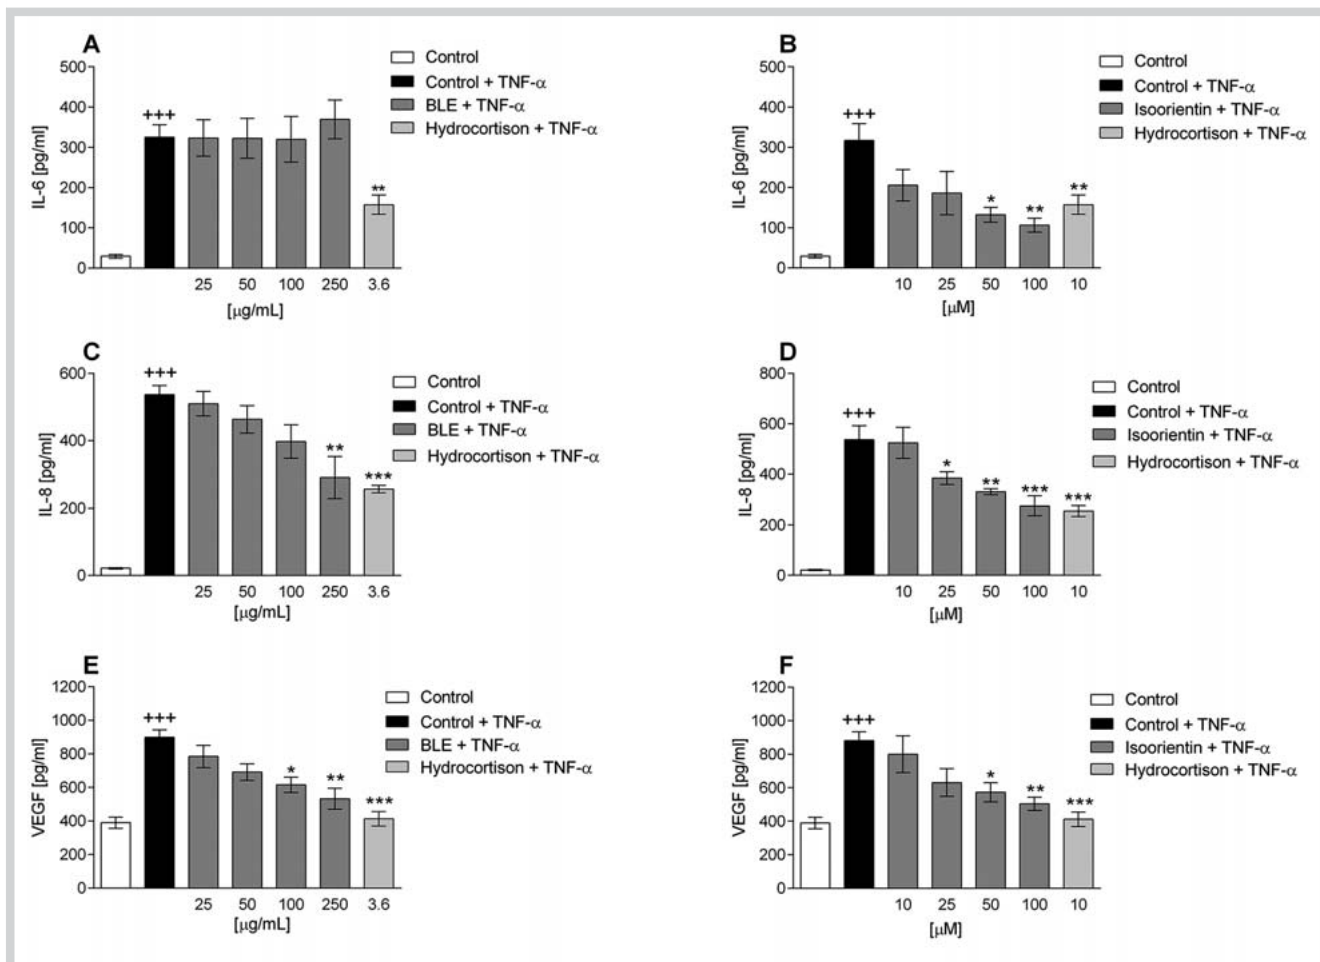 A
Control
Control + TNF-α
BLE + TNF-α
Hydrocortison + TNF-α
500
400
300
200
100
0
IL-6 [pg/ml]
+++
**
25 50 100 250 3.6
[μg/mL]
B
Control
Control + TNF-α
Isoorientin + TNF-α
Hydrocortison + TNF-α
500
400
300
200
100
0
IL-6 [pg/ml]
+++
* ** **
10 25 50 100 10
[μM]
C
Control
Control + TNF-α
BLE + TNF-α
Hydrocortison + TNF-α
600
400
200
0
IL-8 [pg/ml]
+++
** ***
25 50 100 250 3.6
[μg/mL]
D
Control
Control + TNF-α
Isoorientin + TNF-α
Hydrocortison + TNF-α
800
600
400
200
0
IL-8 [pg/ml]
+++
* ** *** ***
10 25 50 100 10
[μM]
E
Control
Control + TNF-α
BLE + TNF-α
Hydrocortison + TNF-α
1200
1000
800
600
400
200
0
VEGF [pg/ml]
+++
* ** ***
25 50 100 250 3.6
[μg/mL]
F
Control
Control + TNF-α
Isoorientin + TNF-α
Hydrocortison + TNF-α
1200
1000
800
600
400
200
0
VEGF [pg/ml]
+++
* ** ***
10 25 50 100 10
[μM]